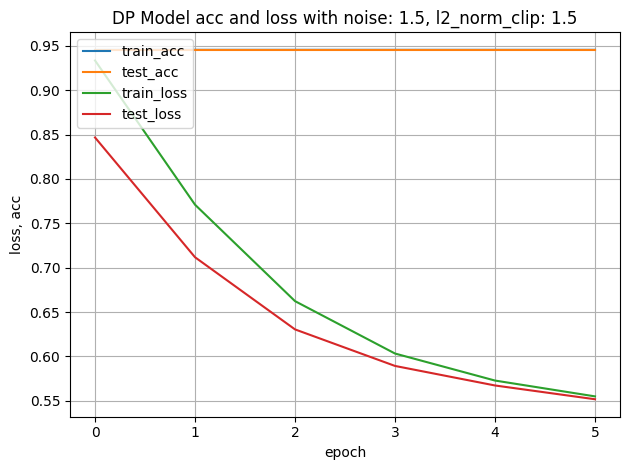 DP Model acc and loss with noise: 1.5, l2_norm_clip: 1.5
0.95
0.90
0.85
0.80
0.75
0.70
0.65
0.60
0.55
loss, acc
train_acc
test_acc
train_loss
test_loss
0 1 2 3 4 5
epoch